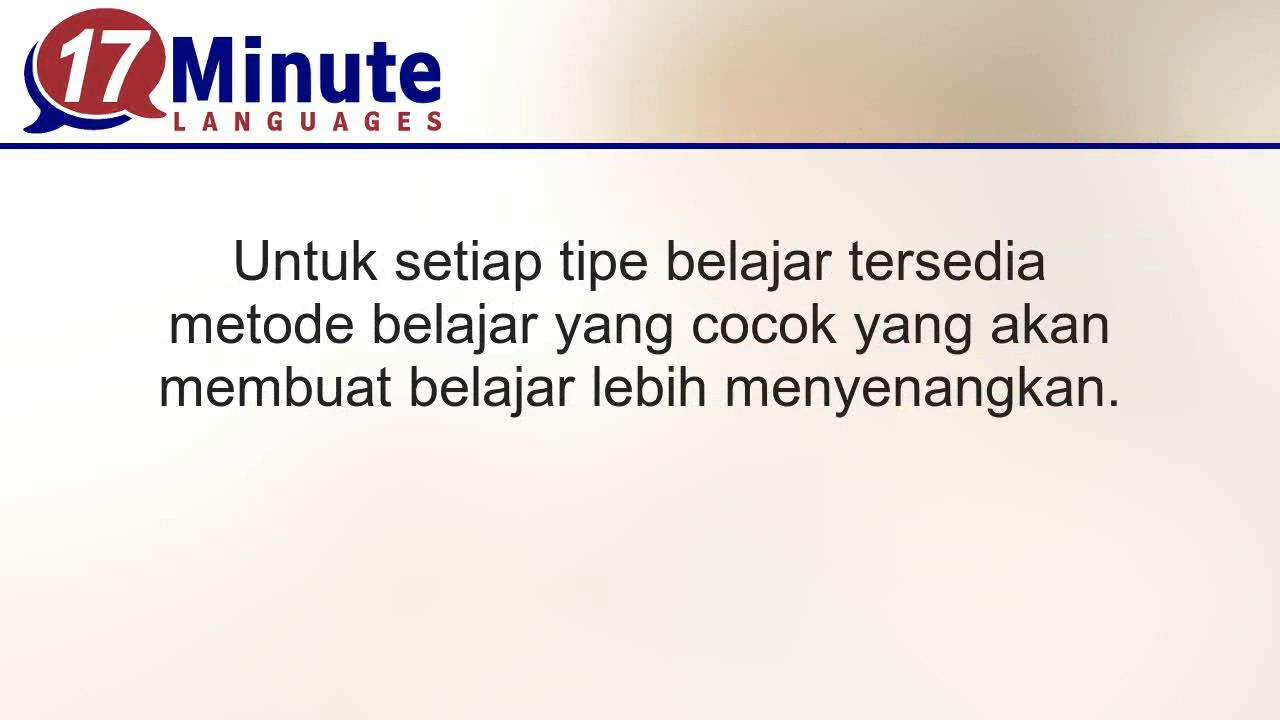 17 Minute
LANGUAGES
Untuk setiap tipe belajar tersedia
metode belajar yang cocok yang akan
membuat belajar lebih menyenangkan.